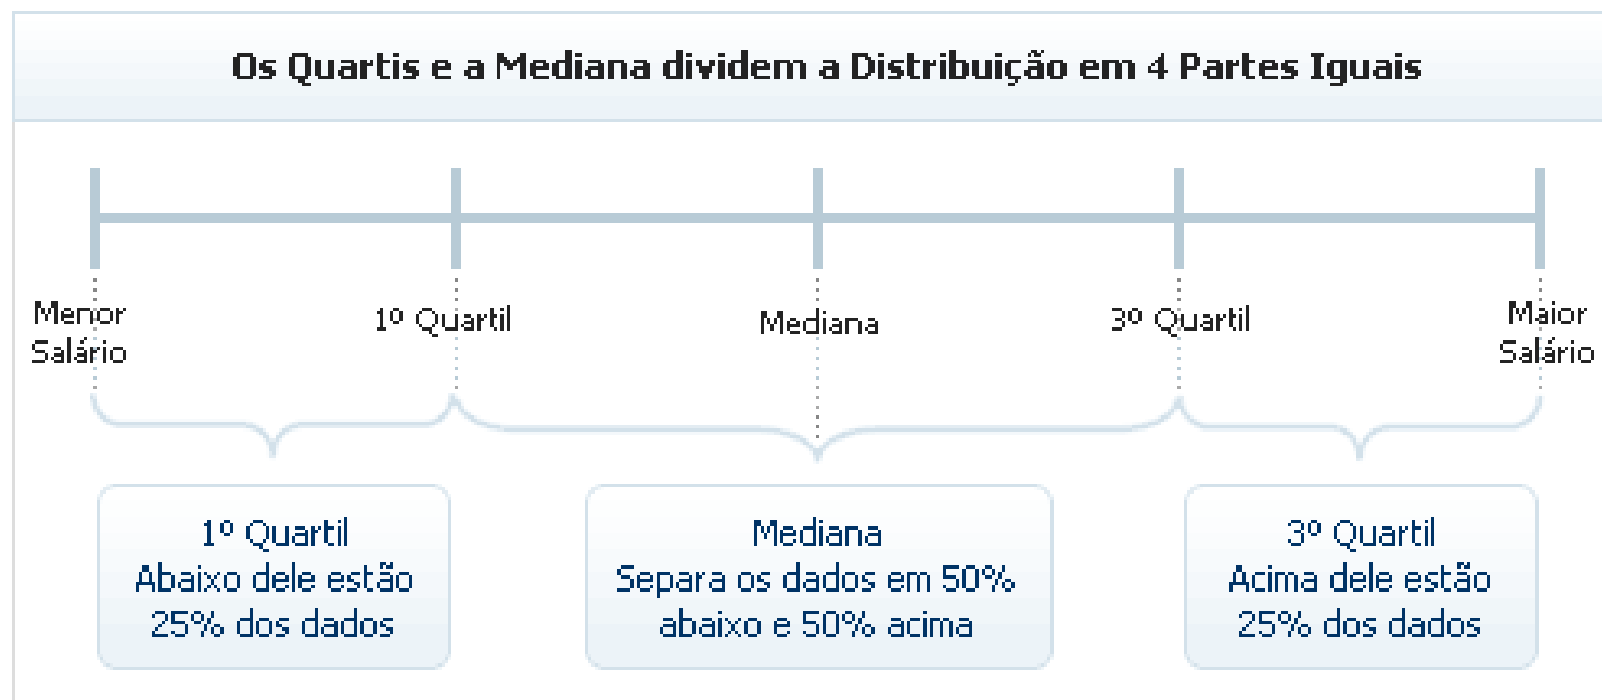 Os Quartis e a Mediana dividem a Distribuição em 4 Partes Iguais
Menor
Salário
1º Quartil
Mediana
3º Quartil
Maior
Salário
1º Quartil
Abaixo dele estão
25% dos dados
Mediana
Separa os dados em 50%
abaixo e 50% acima
3º Quartil
Acima dele estão
25% dos dados